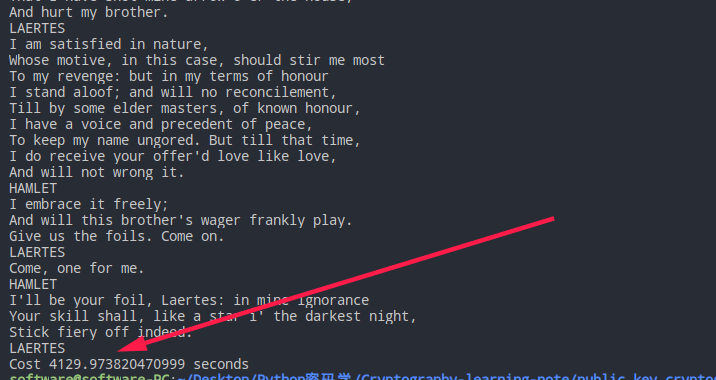 And hurt my brother.
LAERTES
I am satisfied in nature,
Whose motive, in this case, should stir me most
To my revenge: but in my terms of honour
I stand aloof; and will no reconcilement,
Till by some elder masters, of known honour,
I have a voice and precedent of peace,
To keep my name ungored. But till that time,
I do receive your offer'd love like love,
And will not wrong it.
HAMLET
I embrace it freely;
And will this brother's wager frankly play.
Give us the foils. Come on.
LAERTES
Come, one for me.
HAMLET
I'll be your foil, Laertes: in mine ignorance
Your skill shall, like a star i' the darkest night,
Stick fiery off indeed.
LAERTES
Cost 4129.973820470999 seconds
software@software-PC:~/Desktop/Python密码学/Cryptography-learning-note/public_key_crypto